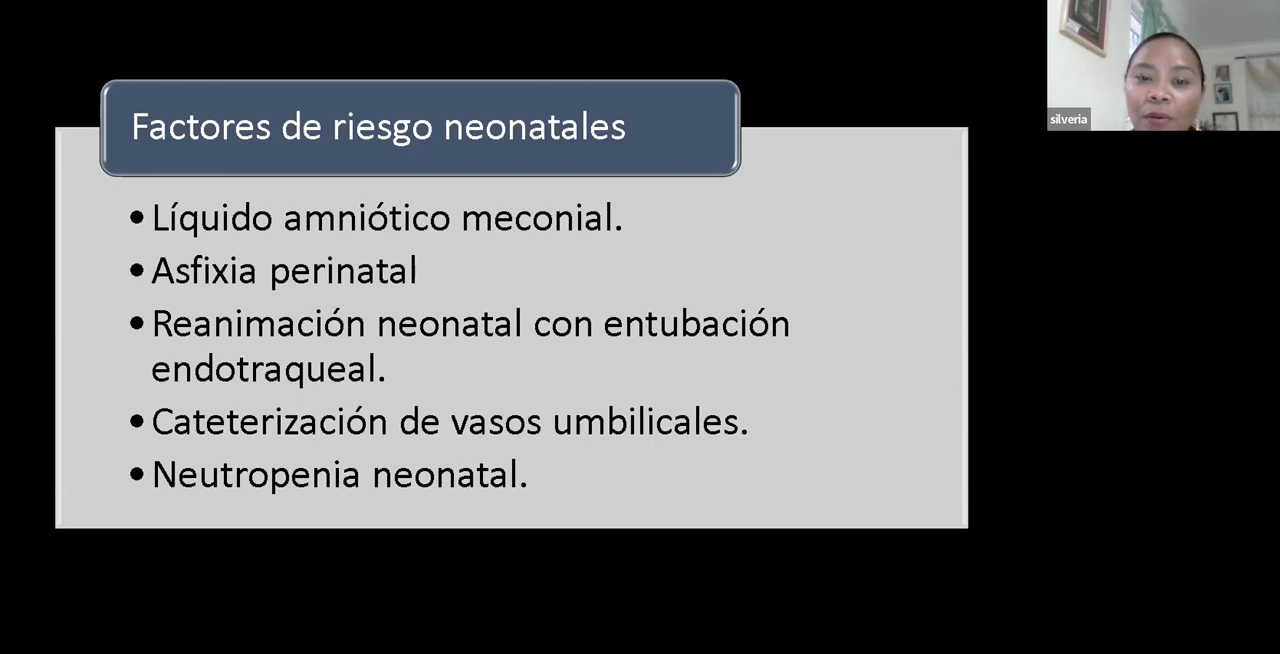 Factores de riesgo neonatales
•Líquido amniótico meconial.
•Asfixia perinatal
•Reanimación neonatal con entubación
endotraqueal.
•Cateterización de vasos umbilicales.
•Neutropenia neonatal.
silveria